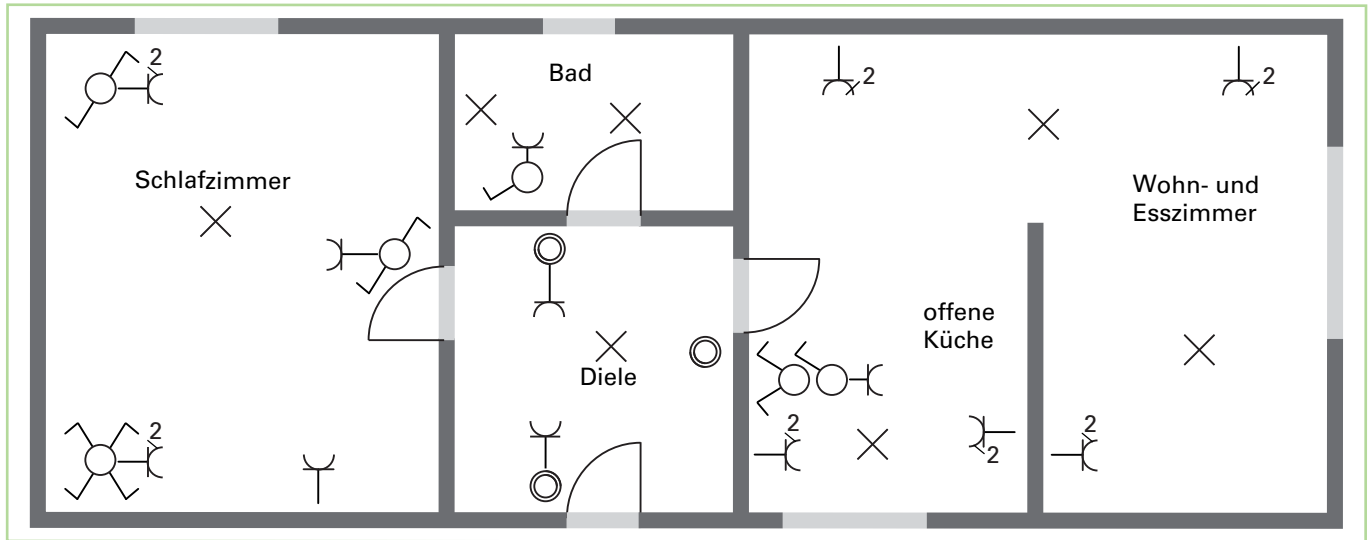 2
Bad
2
2
Schlafzimmer
Wohn- und
Esszimmer
offene
Küche
Diele
2
2
2
2